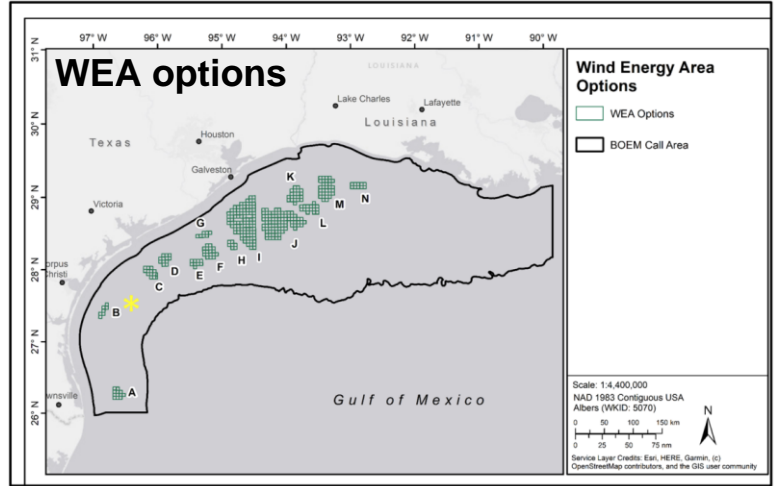 97° W 96° W 95° W 94° W 93° W 92° W 91° W 90° W
31° N
30° N
29° N
28° N
27° N
26° N
WEA options
LOUISIANA
Lake Charles
Lafayette
Louisiana
Texas
Houston
Galveston
Victoria
orpus
Christi
wnsville
K
M
N
L
G
J
I
H
F
E
D
C
B
A
Gulf of Mexico
Wind Energy Area
Options
WEA Options
BOEM Call Area
Scale: 1:4,400,000
NAD 1983 Contiguous USA
Albers (WKID: 5070)
N
0 50 100 150 km
0 25 50 75 nm
Service Layer Credits: Esri, HERE, Garmin, (c)
OpenStreetMap contributors, and the GIS user community